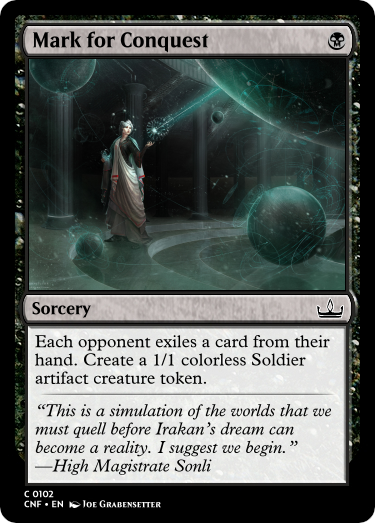 Mark for Conquest
Sorcery
Each opponent exiles a card from their
hand. Create a 1/1 colorless Soldier
artifact creature token.
“This is a simulation of the worlds that we
must quell before Irakan’s dream can
become a reality. I suggest we begin.”
—High Magistrate Sonli
C 0102
CNF • EN Joe Grabensetter